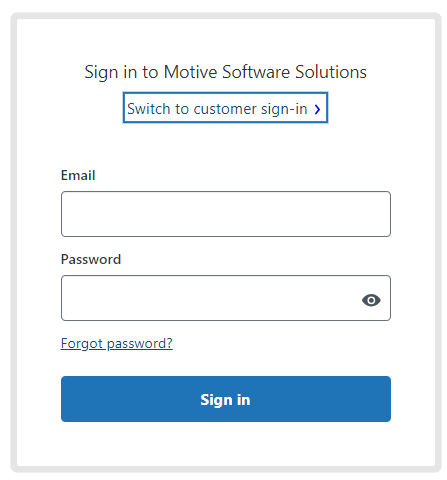 Sign in to Motive Software Solutions
Switch to customer sign-in
Email
Password
Forgot password?
Sign in